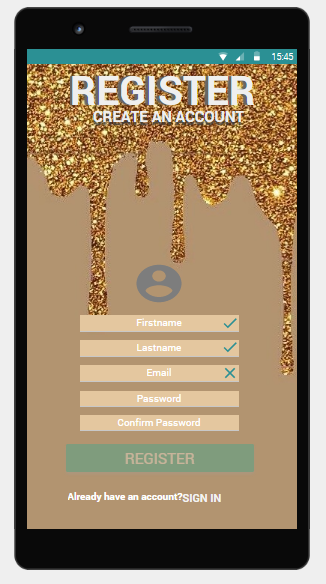 15:45
REGISTER
CREATE AN ACCOUNT
Firstname
Lastname
Email
Password
Confirm Password
REGISTER
Already have an account?SIGN IN